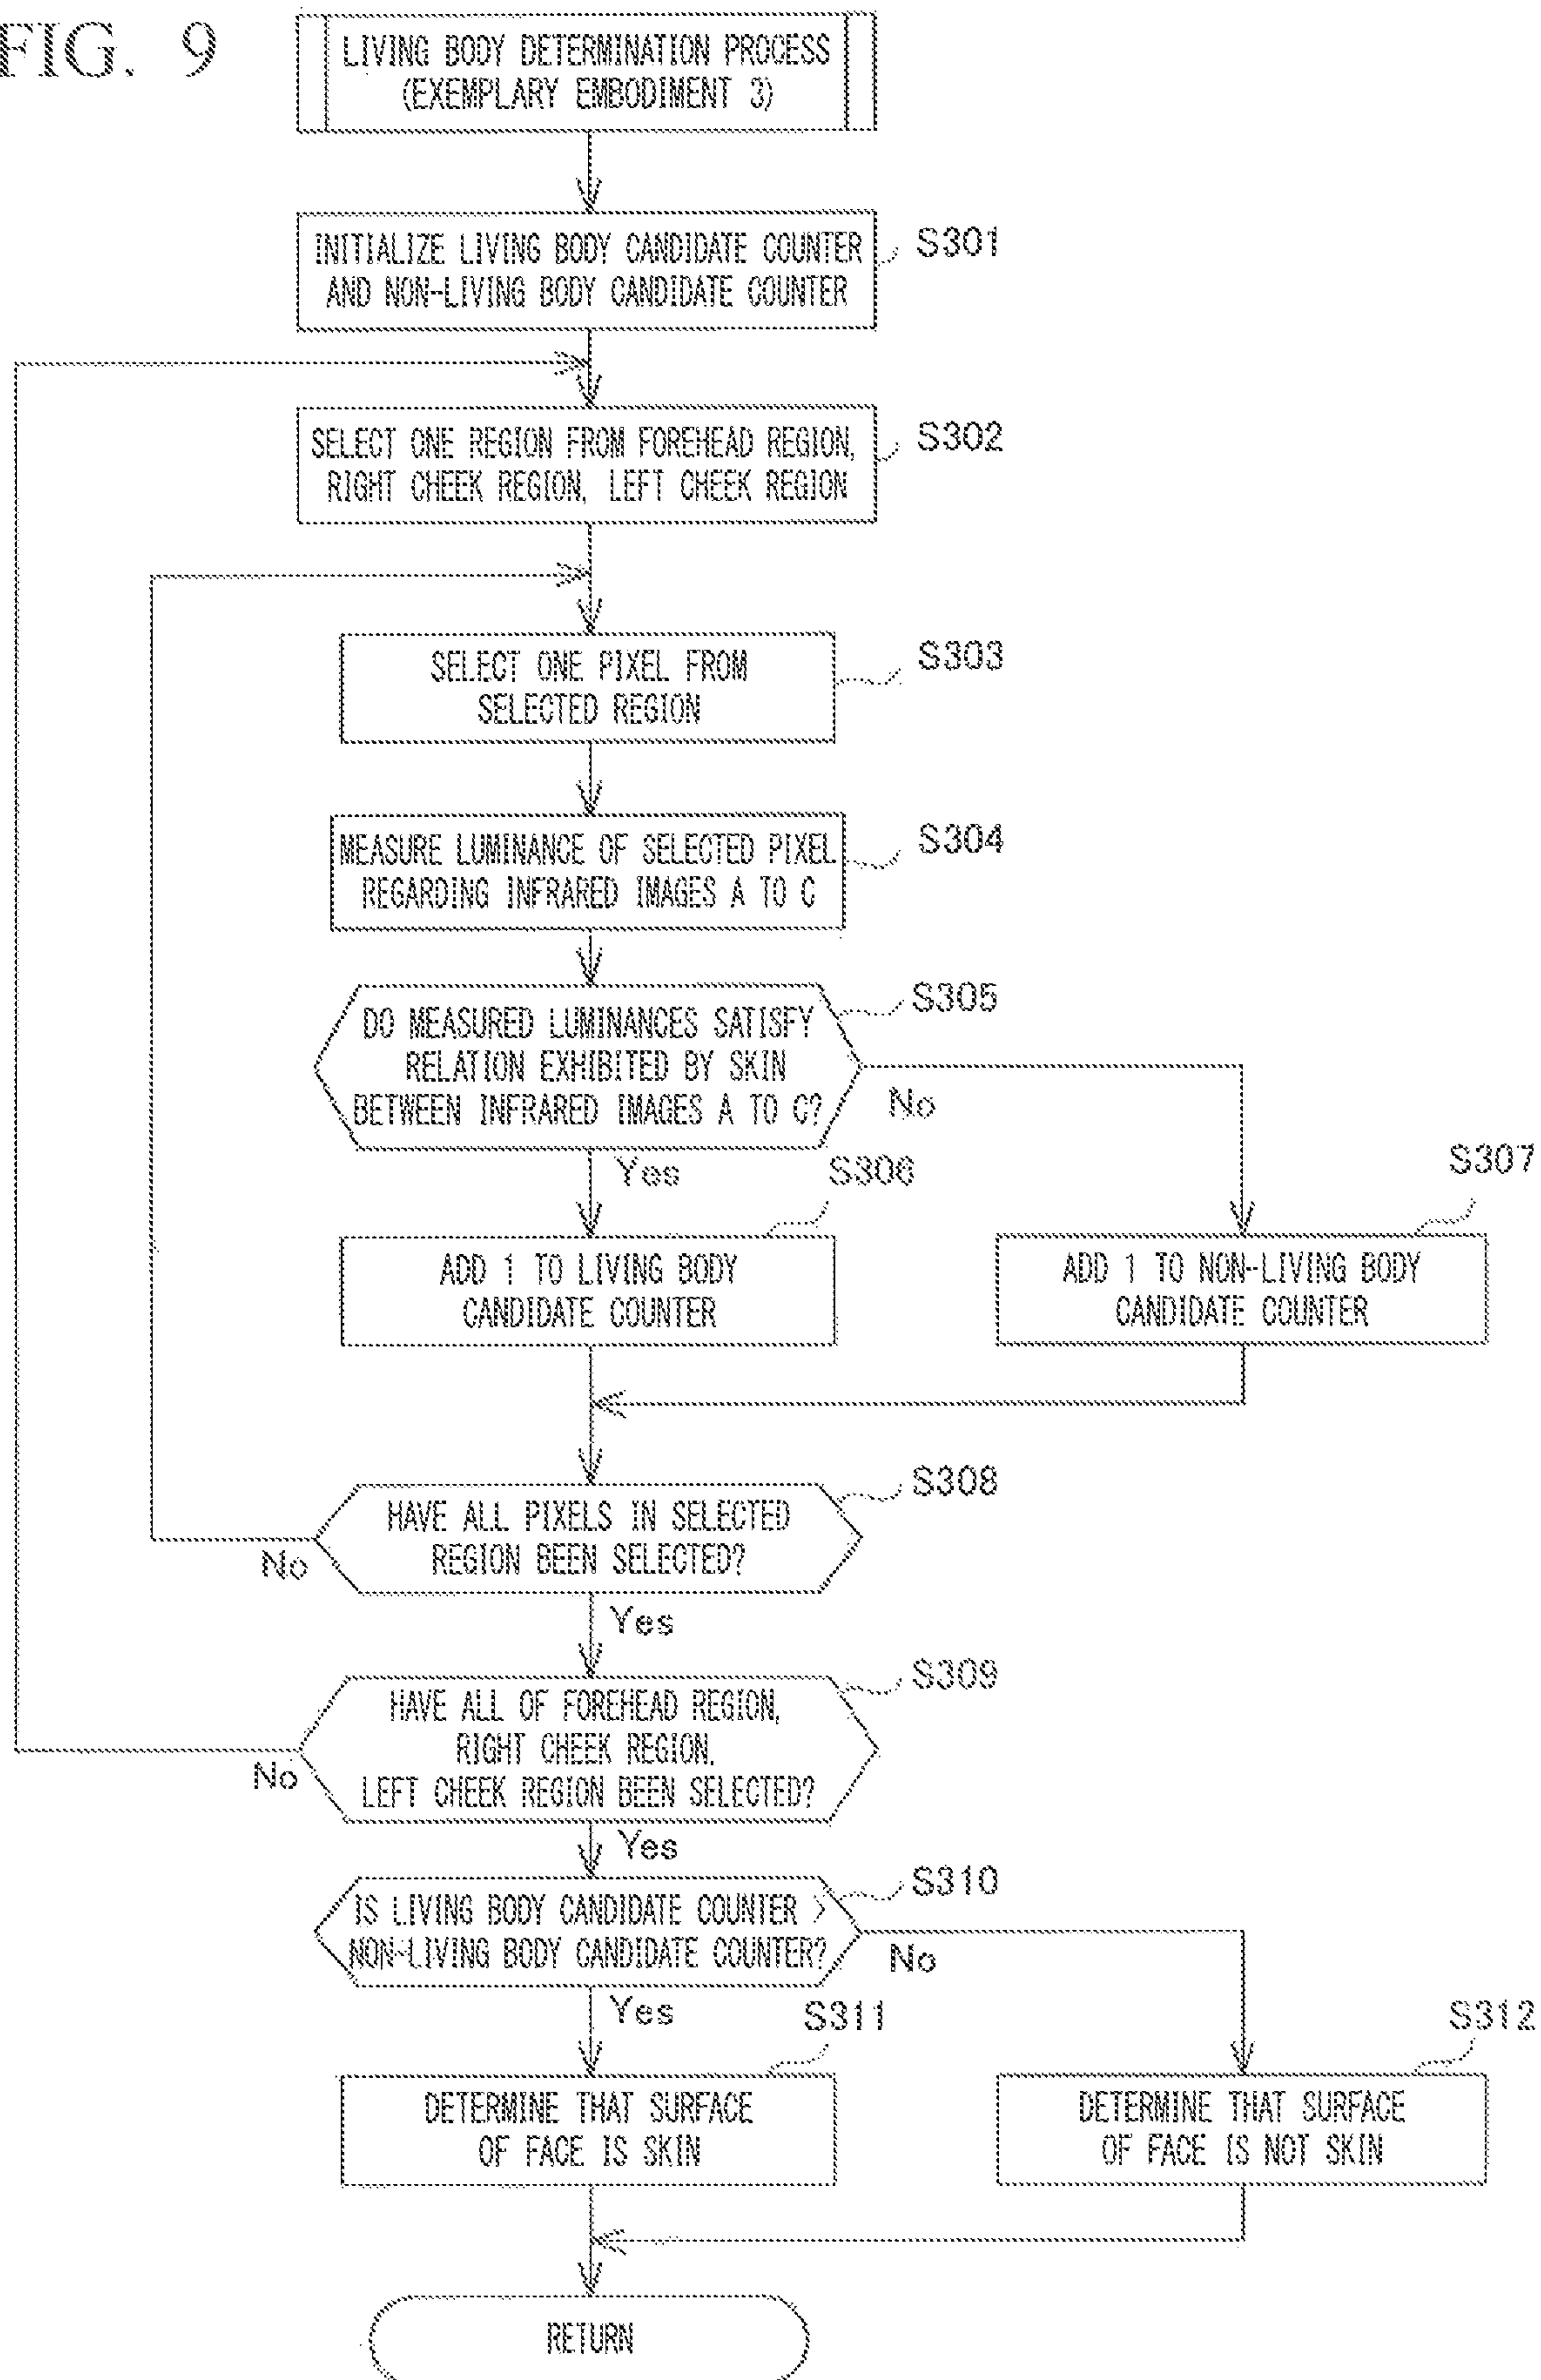 FIG. 9
LIVING BODY DETERMINATION PROCESS
(EXEMPLARY EMBODIMENT 3)
INITIALIZE LIVING BODY CANDIDATE COUNTER
AND NON-LIVING BODY CANDIDATE COUNTER
S301
SELECT ONE REGION FROM FOREHEAD REGION,
RIGHT CHEEK REGION, LEFT CHEEK REGION
S302
SELECT ONE PIXEL FROM
SELECTED REGION
S303
MEASURE LUMINANCE OF SELECTED PIXEL
REGARDING INFRARED IMAGES A TO C
S304
DO MEASURED LUMINANCES SATISFY
RELATION EXHIBITED BY SKIN
BETWEEN INFRARED IMAGES A TO C?
S305
No
Yes
S306
S307
ADD 1 TO LIVING BODY
CANDIDATE COUNTER
ADD 1 TO NON-LIVING BODY
CANDIDATE COUNTER
HAVE ALL PIXELS IN SELECTED
REGION BEEN SELECTED?
S308
No
Yes
HAVE ALL OF FOREHEAD REGION,
RIGHT CHEEK REGION,
LEFT CHEEK REGION BEEN SELECTED?
S309
No
Yes
IS LIVING BODY CANDIDATE COUNTER >
NON-LIVING BODY CANDIDATE COUNTER?
S310
No
Yes
S311
S312
DETERMINE THAT SURFACE
OF FACE IS SKIN
DETERMINE THAT SURFACE
OF FACE IS NOT SKIN
RETURN